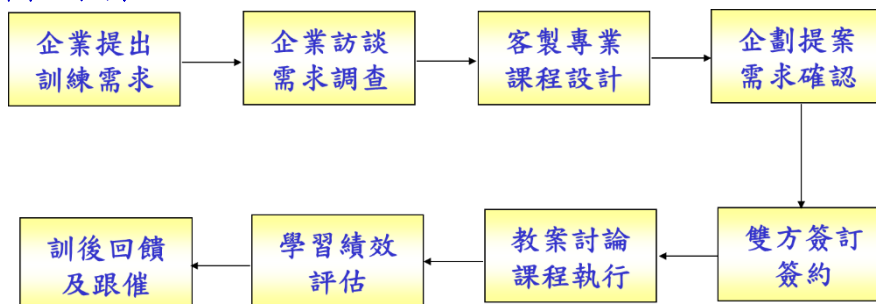 企業提出
訓練需求
企業訪談
需求調查
客製專業
課程設計
企劃提案
需求確認
雙方簽訂
簽約
教案討論
課程執行
學習績效
評估
訓後回饋
及跟催